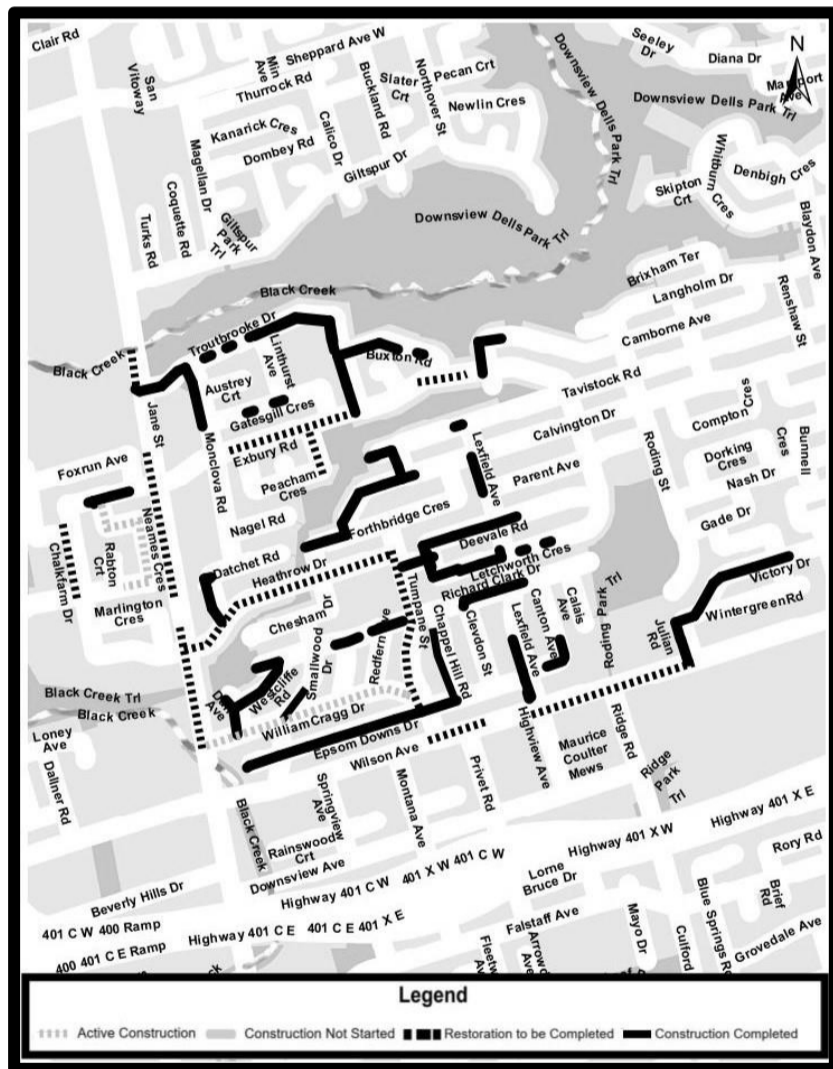 Clair Rd
San Vitoway
Sheppard Ave W
Min Ave
Thurrock Rd
Buckland Rd
Slater Crt
Northover St
Pecan Crt
Newlin Cres
Downsview Dells Park Trl
Seeley Dr
Diana Dr
N
Downsview Dells Park Trl
Kanarick Cres
Dombey Rd
Calico Dr
Giltspur Dr
Magellan Dr
Coquette Rd
Turks Rd
Giltspur Park Trl
Downsview Dells Park Trl
Skipton Crt
Whitburn Cres
Denbigh Cres
Blaydon Ave
Black Creek
Brixham Ter
Langholm Dr
Renshaw St
Camborne Ave
Troutbrooke Dr
Linthurst Ave
Buxton Rd
Black Creek
Austrey Crt
Gatesgill Cres
Tavistock Rd
Calvington Dr
Jane St
Monclova Rd
Exbury Rd
Peacham Cres
Lexfield Ave
Parent Ave
Roding St
Compton Cres
Dorking Cres
Cres
Bunnell
Nash Dr
Gade Dr
Foxrun Ave
Neames Cres
Rabton Crt
Chalkfarm Dr
Marlington Cres
Nagel Rd
Forthbridge Cres
Datchet Rd
Heathrow Dr
Deevale Rd
Letchworth Cres
Richard Clark Dr
Victory Dr
Wintergreen Rd
Julian Rd
Roding Park Trl
Calais Ave
Canton Ave
Lexfield Ave
Clevdon St
Chappel Hill Rd
Tumpane St
Chesham Dr
Smallwood Dr
Redfern Ave
Westcliffe Rd
William Cragg Dr
Epsom Downs Dr
Wilson Ave
Black Creek Trl
Black Creek
Loney Ave
Dallner Rd
Springview Ave
Montana Ave
Privet Rd
Highview Ave
Maurice Coulter Mews
Ridge Rd
Ridge Park Trl
Black Creek
Rainswood Crt
Downsview Ave
Beverly Hills Dr
Highway 401 C W
401 X W 401 C W
Highway 401 X W
Highway 401 X E
401 C W 400 Ramp
400 401 C E Ramp
Highway 401 C E
401 C E 401 X E
Lorne Bruce Dr
Falstaff Ave
Mayo Dr
Culford
Blue Springs Rd
Brief Rd
Rory Rd
Grovedale Ave
Legend
Active Construction
Construction Not Started
Restoration to be Completed
Construction Completed